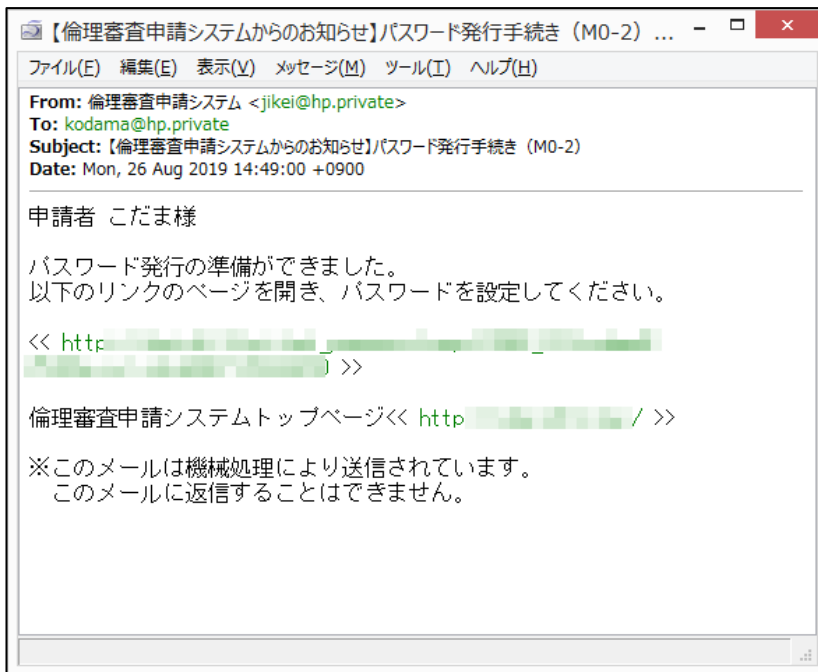 【倫理審査申請システムからのお知らせ】パスワード発行手続き（M0-2） ...
ファイル(F) 編集(E) 表示(V) メッセージ(M) ツール(T) ヘルプ(H)
From: 倫理審査申請システム <jikei@hp.private>
To: kodama@hp.private
Subject: 【倫理審査申請システムからのお知らせ】パスワード発行手続き（M0-2）
Date: Mon, 26 Aug 2019 14:49:00 +0900
申請者 こだま様
パスワード発行の準備ができました。
以下のリンクのページを開き、パスワードを設定してください。
<< http
>>
倫理審査申請システムトップページ<< http / >>
※このメールは機械処理により送信されています。
このメールに返信することはできません。